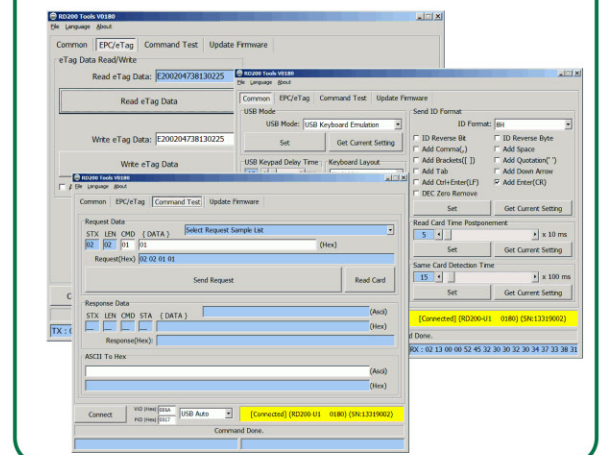 RD200 Tools V0180
File Language About
Common EPC/eTag Command Test Update Firmware
eTag Data Read/Write
Read eTag Data: E200204738130225
Read eTag Data
Write eTag Data: E200204738130225
Write eTag Data
TX : 0
RD200 Tools V0180
File Language About
Common EPC/eTag Command Test Update Firmware
USB Mode
USB Mode: USB Keyboard Emulation
Set Get Current Setting
USB Keypad Delay Time Keyboard Layout
Send ID Format
ID Format: 8H
ID Reverse Bit ID Reverse Byte
Add Comma(,) Add Space
Add Brackets([ ]) Add Quotation(' ')
Add Tab Add Down Arrow
Add Ctrl+Enter(LF) Add Enter(CR)
DEC Zero Remove
Set Get Current Setting
Read Card Time Postponement
5 x 10 ms
Set Get Current Setting
Same Card Detection Time
15 x 100 ms
Set Get Current Setting
[Connected] (RD200-U1 0180) (SN:13319002)
d Done.
RX : 02 13 00 00 52 45 32 30 30 32 30 34 37 33 38 31
RD200 Tools V0180
File Language About
Common EPC/eTag Command Test Update Firmware
Request Data
STX LEN CMD { DATA } Select Request Sample List
02 02 01 01 (Hex)
Request(Hex) 02 02 01 01
Send Request Read Card
Response Data
STX LEN CMD STA { DATA } (Ascii)
(Hex)
Response(Hex):
ASCII To Hex
(Ascii)
(Hex)
Connect VID (Hex) PID (Hex) USB Auto [Connected] (RD200-U1 0180) (SN:13319002)
Command Done.